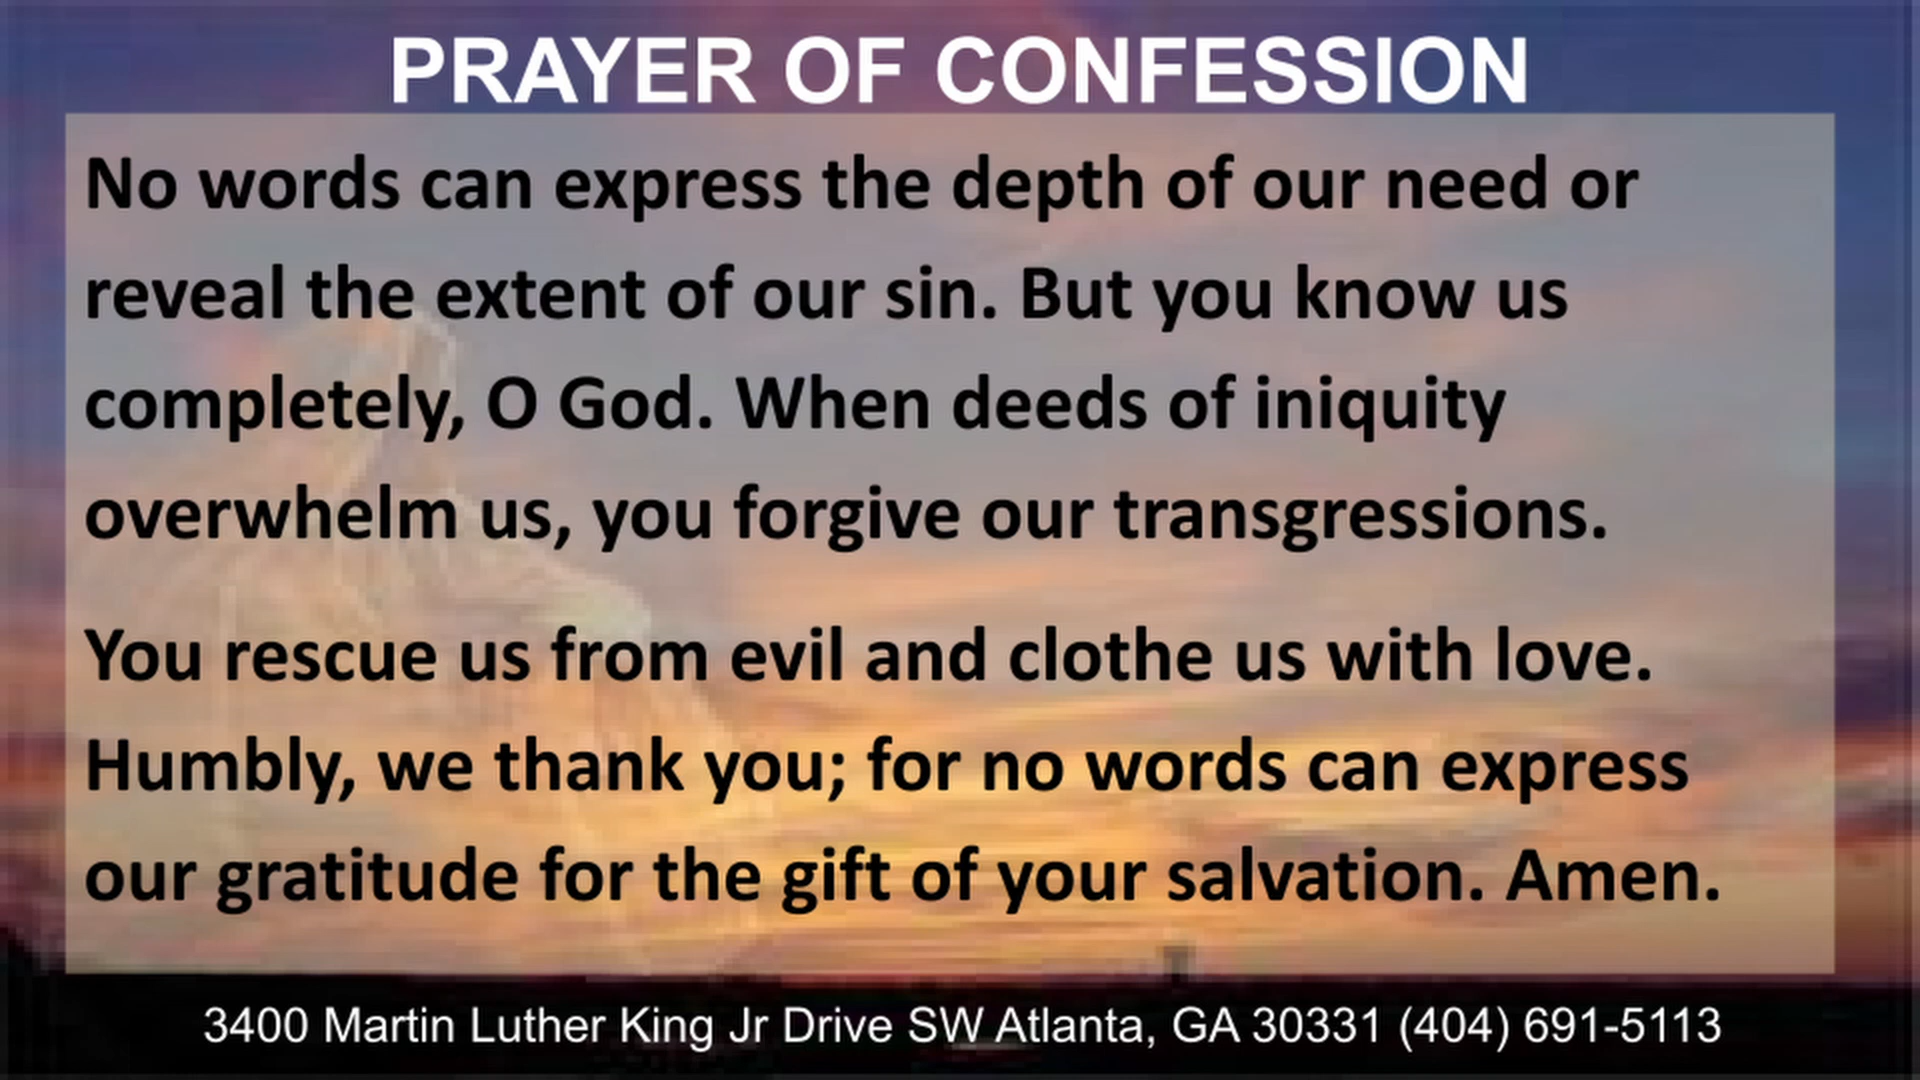 PRAYER OF CONFESSION
No words can express the depth of our need or
reveal the extent of our sin. But you know us
completely, O God. When deeds of iniquity
overwhelm us, you forgive our transgressions.
You rescue us from evil and clothe us with love.
Humbly, we thank you; for no words can express
our gratitude for the gift of your salvation. Amen.
3400 Martin Luther King Jr Drive SW Atlanta, GA 30331 (404) 691-5113